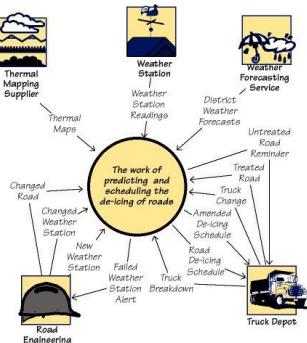 Thermal
Mapping
Supplier
Weather
Station
Weather
Forecasting
Service
Weather
Station
Readings
District
Weather
Forecasts
Thermal
Maps
Untreated
Road
Reminder
The work of
predicting and
scheduling the
de-icing of roads
Treated
Road
Truck
Change
Changed
Road
Amended
De-icing
Schedule
Changed
Weather
Station
Road
De-icing
Schedule
New
Weather
Station
Failed
Weather
Station
Alert
Truck
Breakdown
Truck Depot
Road
Engineering